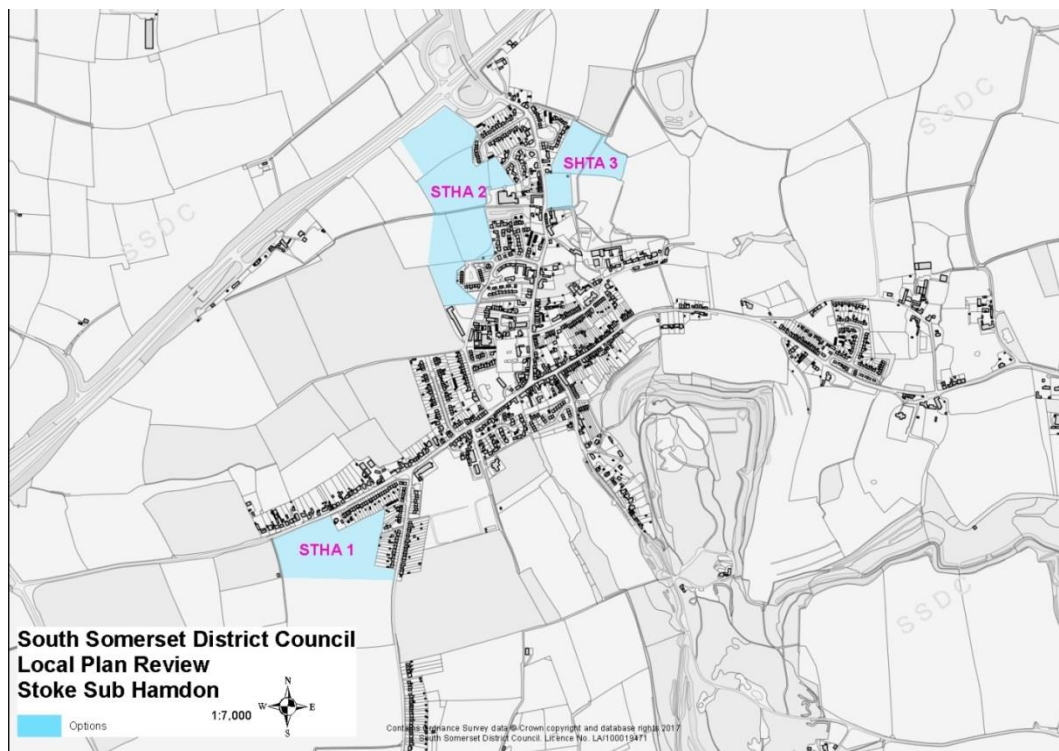 SSDC
SSDC
SHTA 3
STHA 2
STHA 1
SSDC
South Somerset District Council
Local Plan Review
Stoke Sub Hamdon
1:7,000
N
W E
S
Options
Contains Ordnance Survey data © Crown copyright and database rights 2017
South Somerset District Council. Licence No. LA/100019471